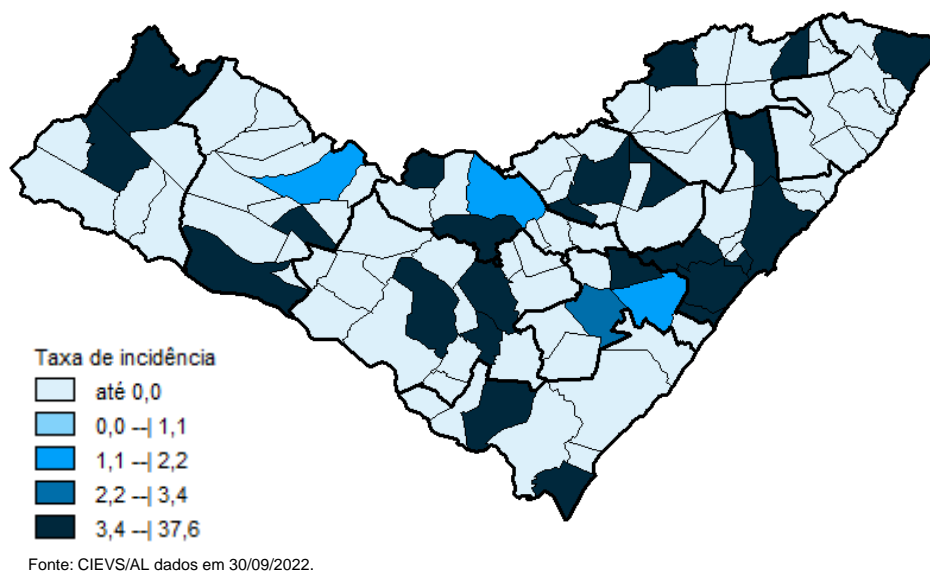 Taxa de incidência
até 0,0
0,0 --| 1,1
1,1 --| 2,2
2,2 --| 3,4
3,4 --| 37,6
Fonte: CIEVS/AL dados em 30/09/2022.